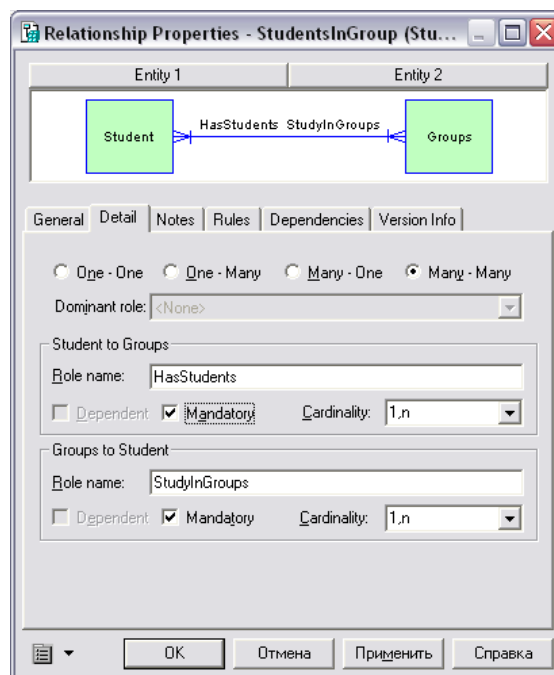 Relationship Properties - StudentsInGroup (Stu...
Entity 1 Entity 2
HasStudents StudyInGroups
Student Groups
General Detail Notes Rules Dependencies Version Info
One - One One - Many Many - One Many - Many
Dominant role: <None>
Student to Groups
Role name: HasStudents
Dependent Mandatory Cardinality: 1,n
Groups to Student
Role name: StudyInGroups
Dependent Mandatory Cardinality: 1,n
OK Отмена Применить Справка